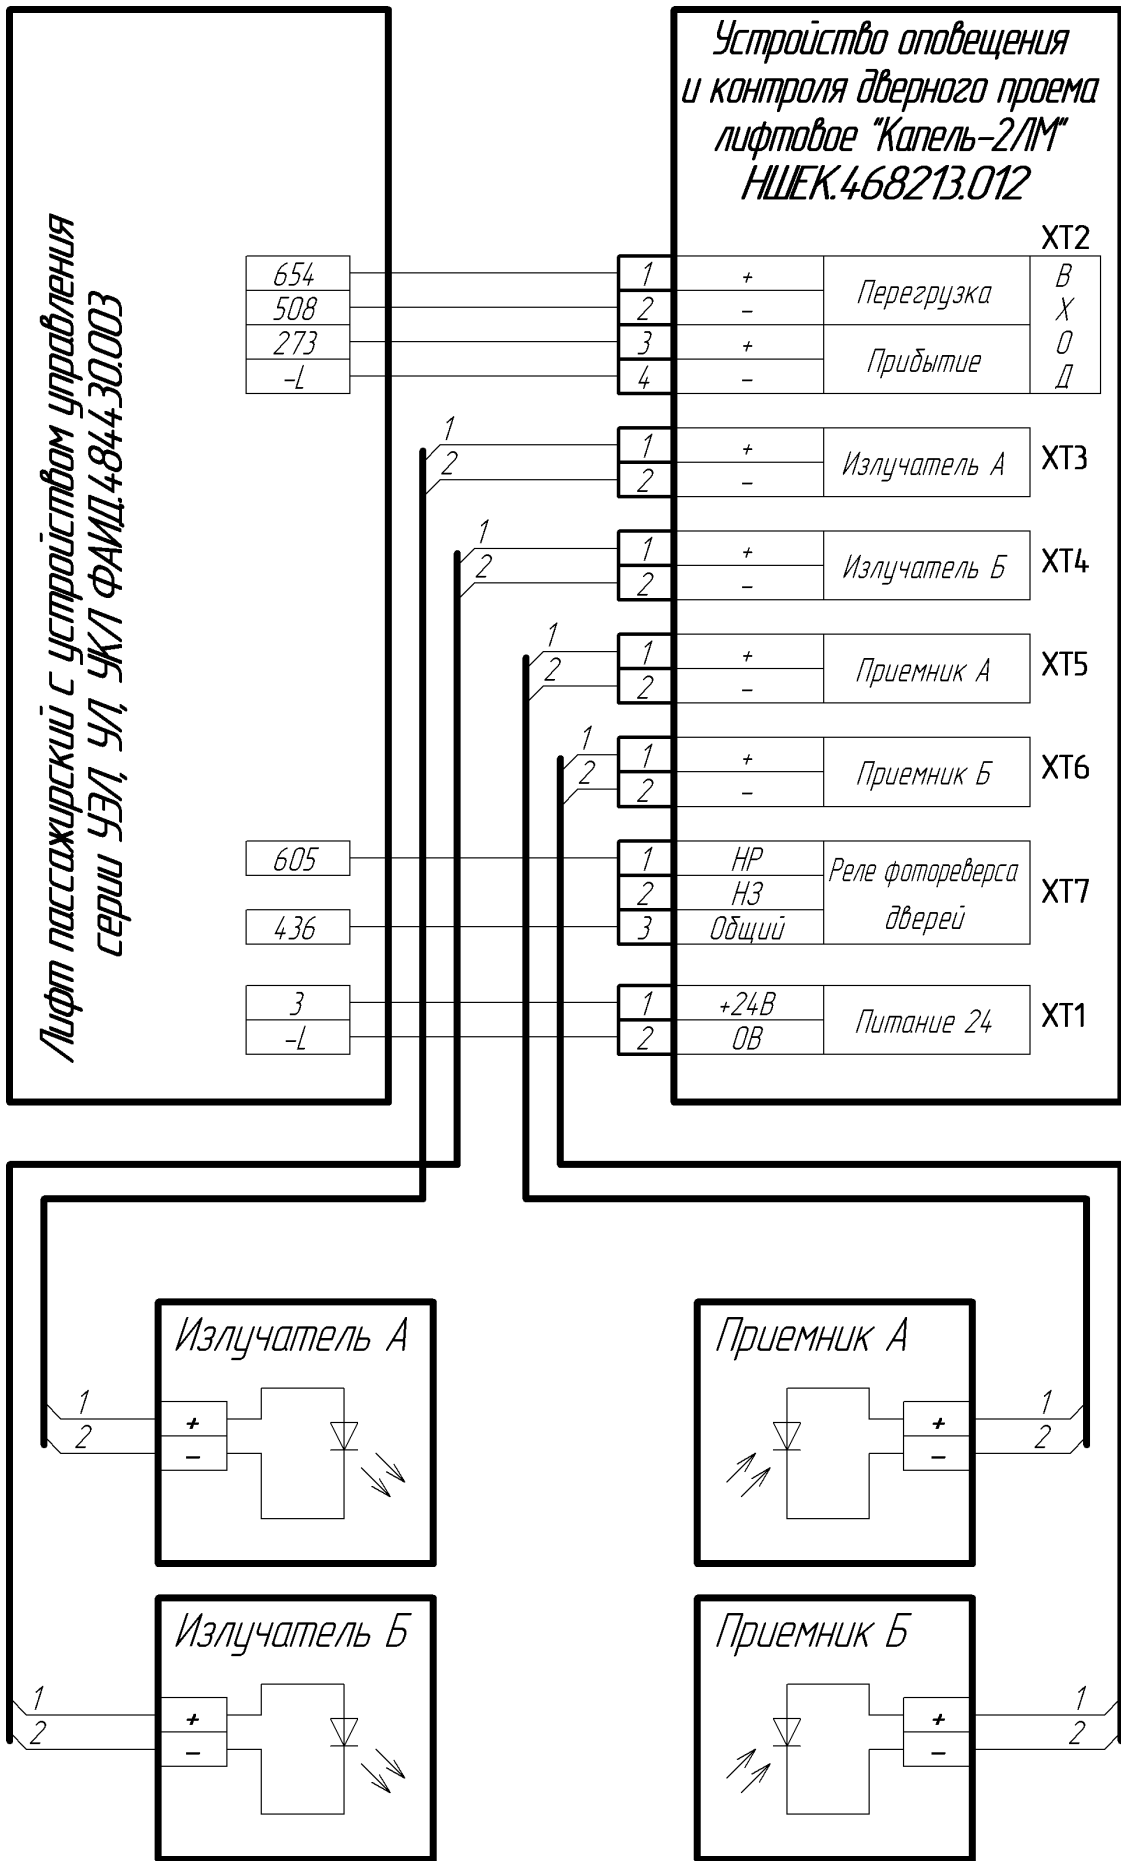 Лифт пассажирский с устройством управления
серии УЭЛ, УЛ, УКЛ ФАИД.484430.003
Устройство оповещения
и контроля дверного проема
лифтовое "Капель-2ЛМ"
НШЕК.468213.012
XT2
654 1 + Перегрузка В
508 2 - Х
273 3 + Прибытие О
-L 4 - Д
1 1 + Излучатель А XT3
2 2 -
1 1 + Излучатель Б XT4
2 2 -
1 1 + Приемник А XT5
2 2 -
1 1 + Приемник Б XT6
2 2 -
605 1 НР Реле фотореверса
2 НЗ XT7
436 3 Общий дверей
3 1 +24В Питание 24 XT1
-L 2 0В
Излучатель А
1 +
2 -
Приемник А
+ 1
- 2
Излучатель Б
1 +
2 -
Приемник Б
+ 1
- 2